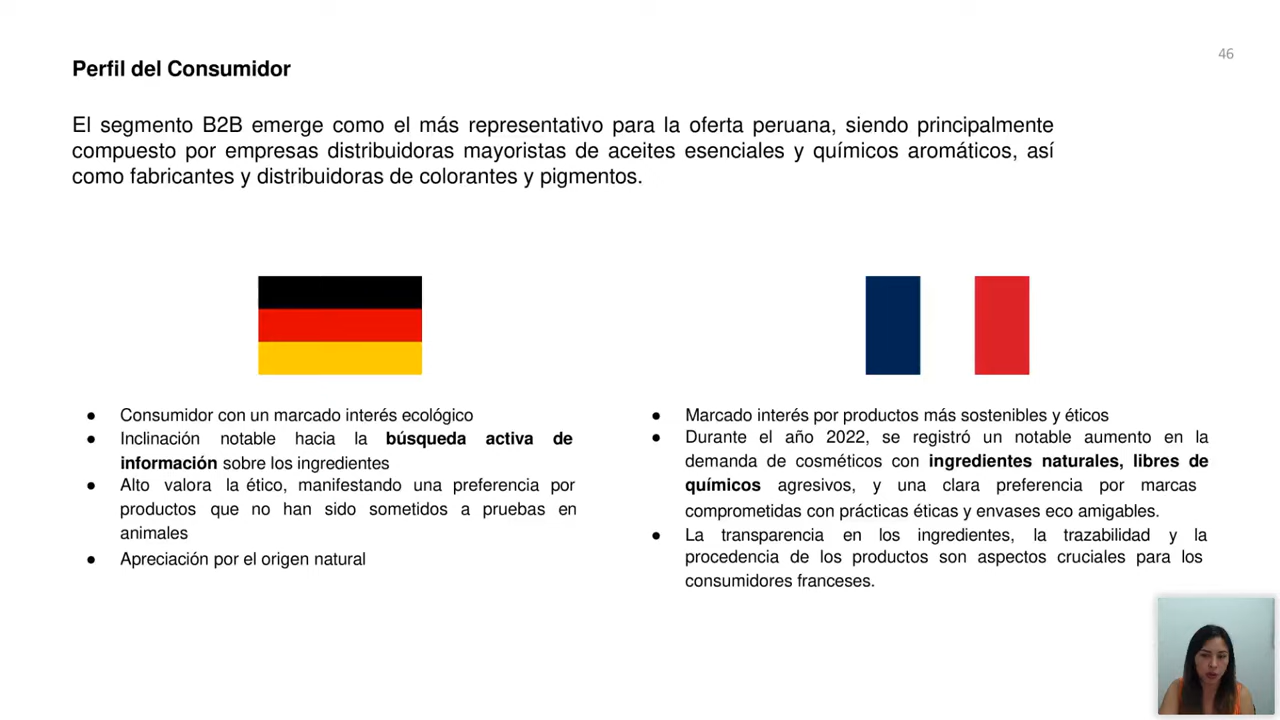 46
Perfil del Consumidor
El segmento B2B emerge como el más representativo para la oferta peruana, siendo principalmente
compuesto por empresas distribuidoras mayoristas de aceites esenciales y químicos aromáticos, así
como fabricantes y distribuidoras de colorantes y pigmentos.
● Consumidor con un marcado interés ecológico
● Inclinación notable hacia la búsqueda activa de
información sobre los ingredientes
● Alto valora la ético, manifestando una preferencia por
productos que no han sido sometidos a pruebas en
animales
● Apreciación por el origen natural
● Marcado interés por productos más sostenibles y éticos
● Durante el año 2022, se registró un notable aumento en la
demanda de cosméticos con ingredientes naturales, libres de
químicos agresivos, y una clara preferencia por marcas
comprometidas con prácticas éticas y envases eco amigables.
● La transparencia en los ingredientes, la trazabilidad y la
procedencia de los productos son aspectos cruciales para los
consumidores franceses.